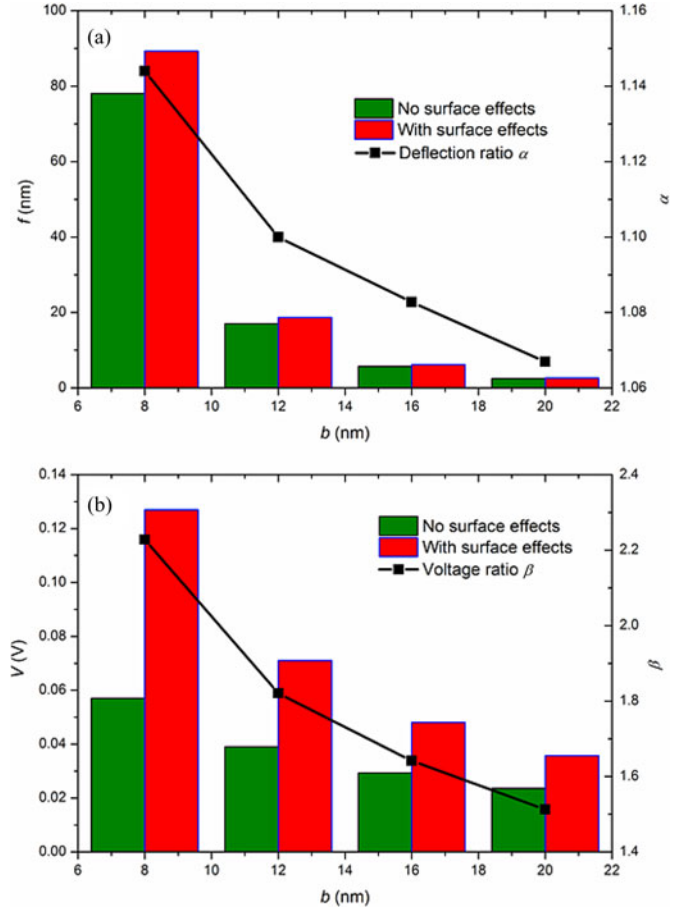 (a)
100
80
60
40
20
0
f (nm)
1.16
1.14
1.12
1.10
1.08
1.06
α
No surface effects
With surface effects
Deflection ratio α
6 8 10 12 14 16 18 20 22
b (nm)
(b)
0.14
0.12
0.10
0.08
0.06
0.04
0.02
0.00
V (V)
2.4
2.2
2.0
1.8
1.6
1.4
β
No surface effects
With surface effects
Voltage ratio β
6 8 10 12 14 16 18 20 22
b (nm)